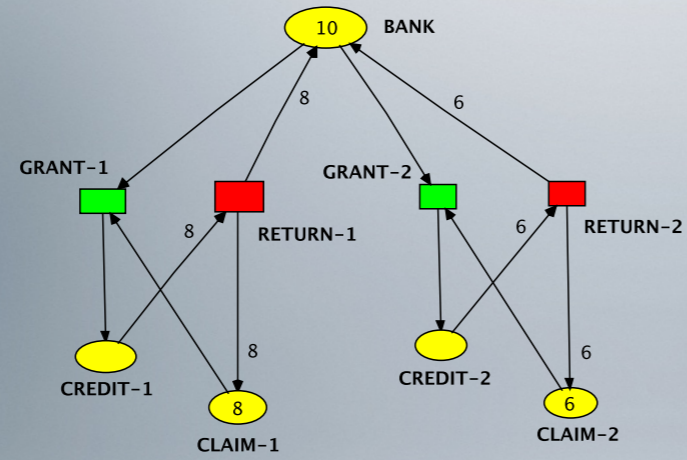 10 BANK
8
6
GRANT-1
GRANT-2
8
RETURN-1
6
RETURN-2
8
6
CREDIT-1
CREDIT-2
8
6
CLAIM-1
CLAIM-2